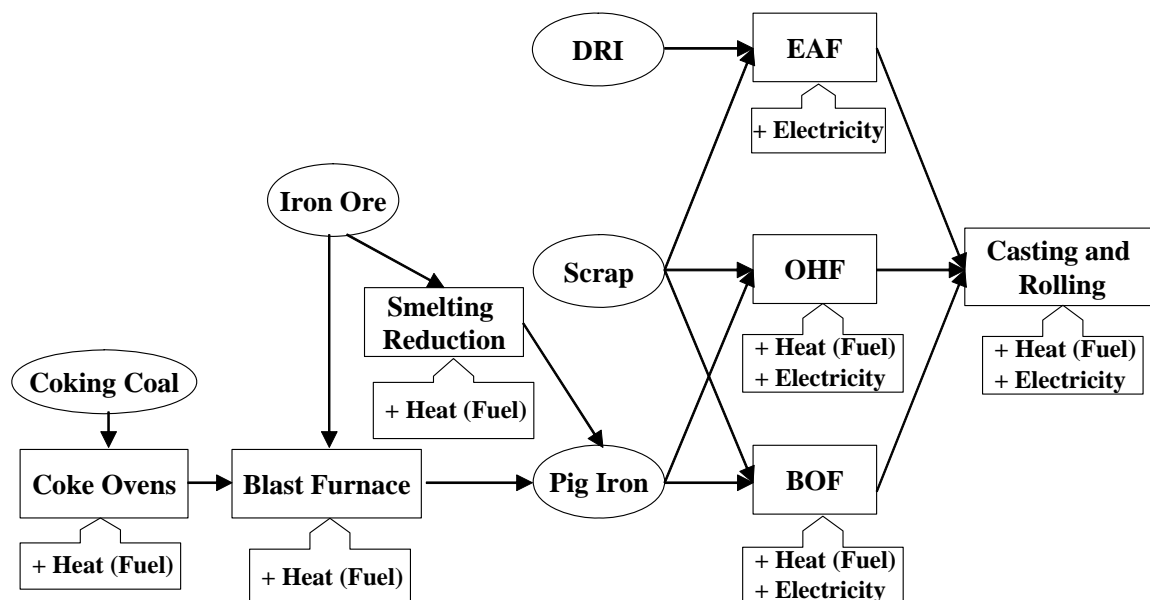 DRI
EAF
+ Electricity
Iron Ore
Scrap
OHF
Casting and
Rolling
Smelting
Reduction
+ Heat (Fuel)
+ Electricity
+ Heat (Fuel)
+ Electricity
Coking Coal
+ Heat (Fuel)
Coke Ovens
Blast Furnace
Pig Iron
BOF
+ Heat (Fuel)
+ Heat (Fuel)
+ Heat (Fuel)
+ Electricity